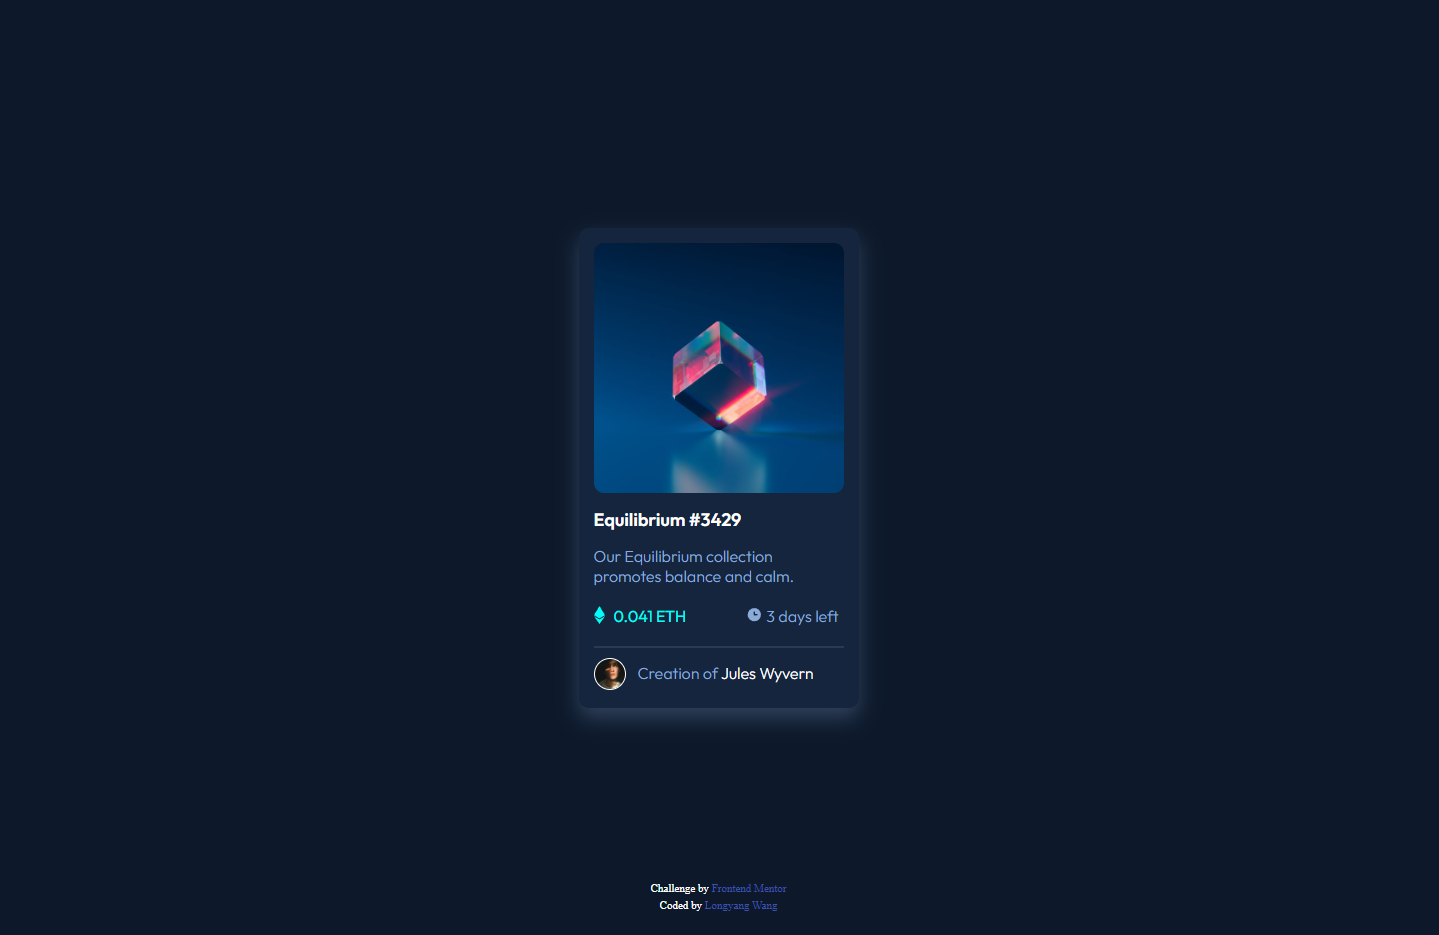 Equilibrium #3429
Our Equilibrium collection
promotes balance and calm.
0.041 ETH
3 days left
Creation of Jules Wyvern
Challenge by Frontend Mentor
Coded by Longyang Wang